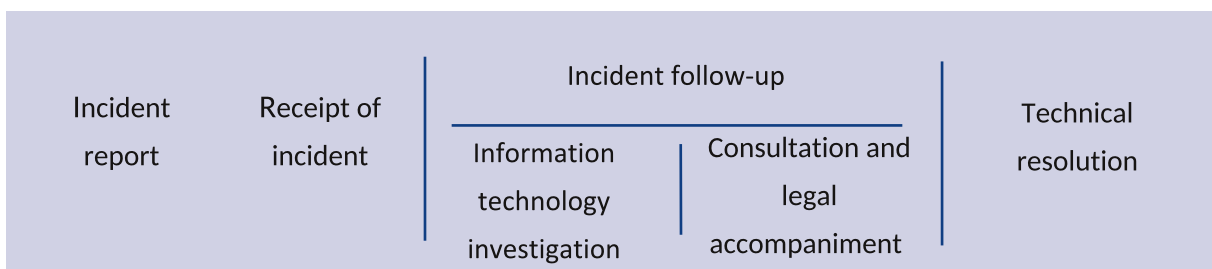 Incident
report
Receipt of
incident
Incident follow-up
Information
technology
investigation
Consultation and
legal
accompaniment
Technical
resolution